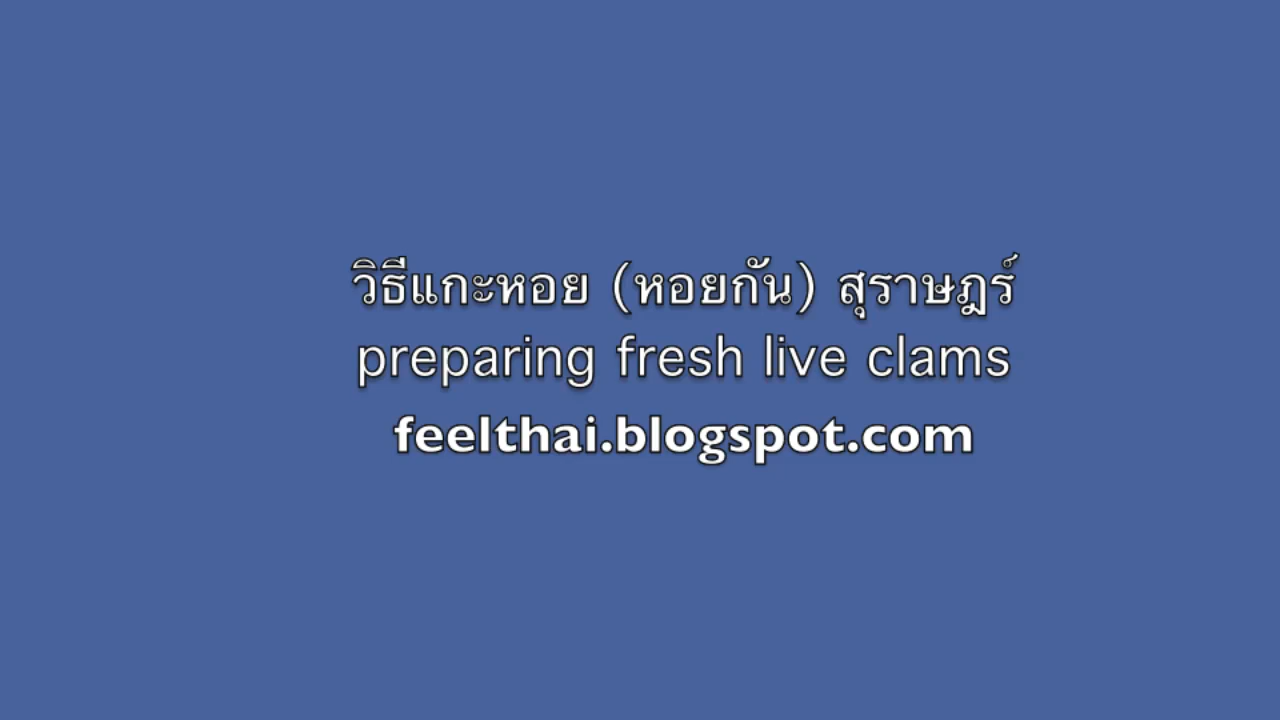 วิธีแกะหอย (หอยกัน) สุราษฎร์
preparing fresh live clams
feelthai.blogspot.com